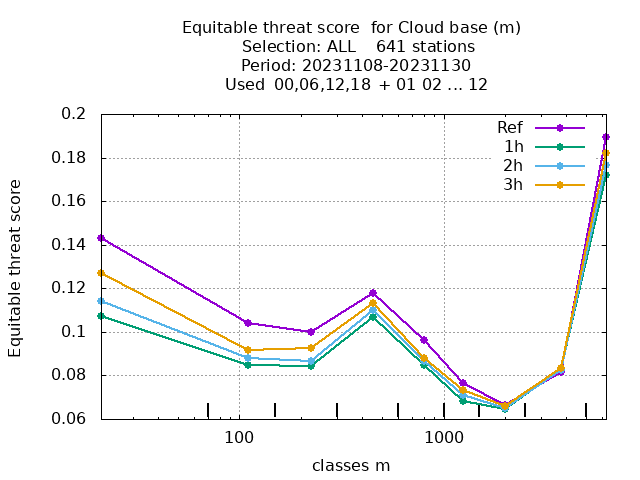 Equitable threat score  for Cloud base (m)
Selection: ALL    641 stations
Period: 20231108-20231130
Used  00,06,12,18  + 01 02 ... 12
0.2
0.18
0.16
0.14
0.12
0.1
0.08
0.06
Equitable threat score
Ref
1h
2h
3h
100
1000
classes m